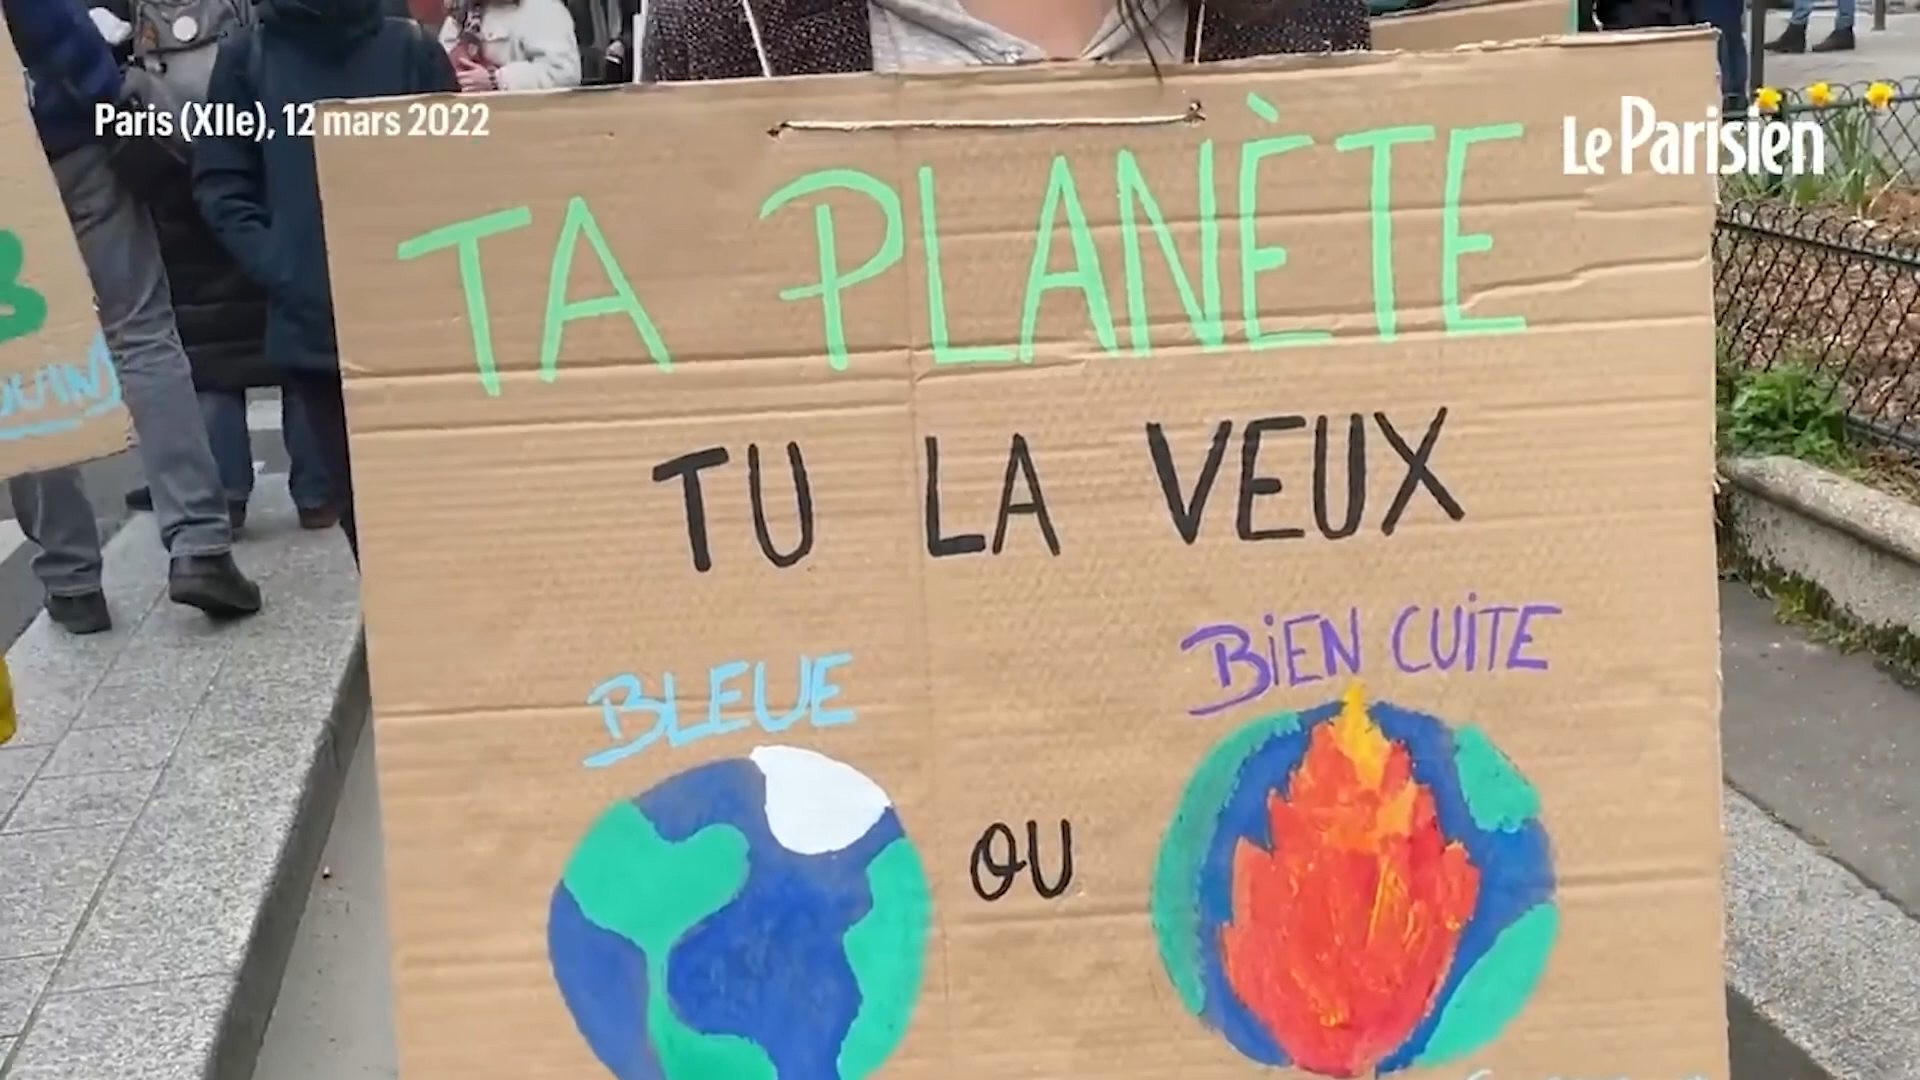 Paris (XIIe), 12 mars 2022
Le Parisien
TA PLANÈTE
TU LA VEUX
BLEUE
BiEN CUiTE
OU